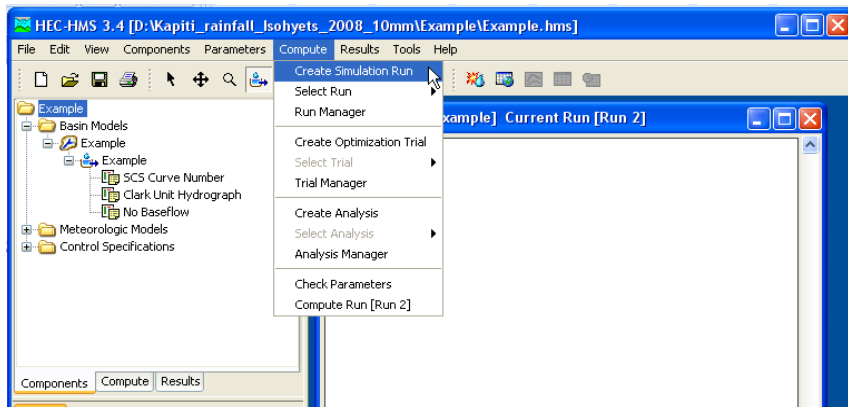 HEC-HMS 3.4 [D:\Kapiti_rainfall_Isohyets_2008_10mm\Example\Example.hms]
File Edit View Components Parameters Compute Results Tools Help
Create Simulation Run
Select Run
Run Manager
Create Optimization Trial
Select Trial
Trial Manager
Create Analysis
Select Analysis
Analysis Manager
Check Parameters
Compute Run [Run 2]
Example
Basin Models
Example
Example
SCS Curve Number
Clark Unit Hydrograph
No Baseflow
Meteorologic Models
Control Specifications
Components Compute Results
Current Run [Run 2]